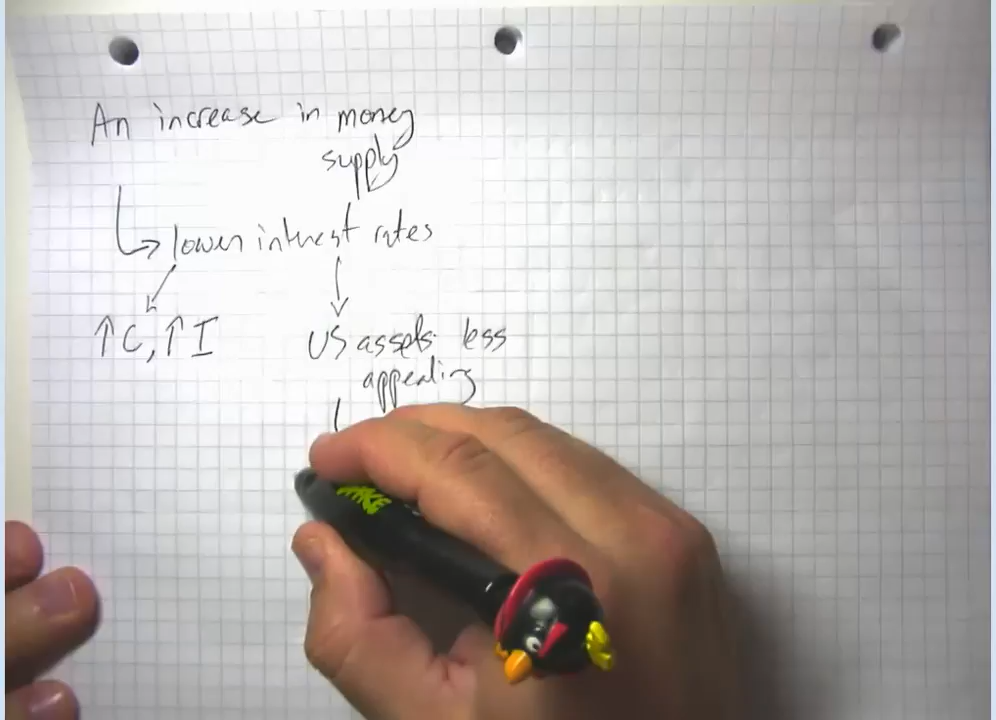 An increase in money
supply
lower interest rates
↑C, ↑I
US assets less
appealing